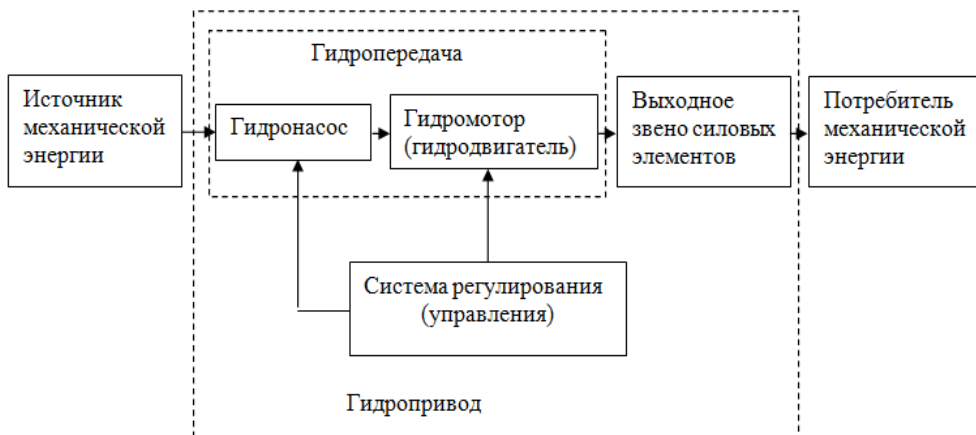 Гидропередача
Источник
механической
энергии
Гидронасос
Гидромотор
(гидродвигатель)
Выходное
звено силовых
элементов
Потребитель
механической
энергии
Система регулирования
(управления)
Гидропривод